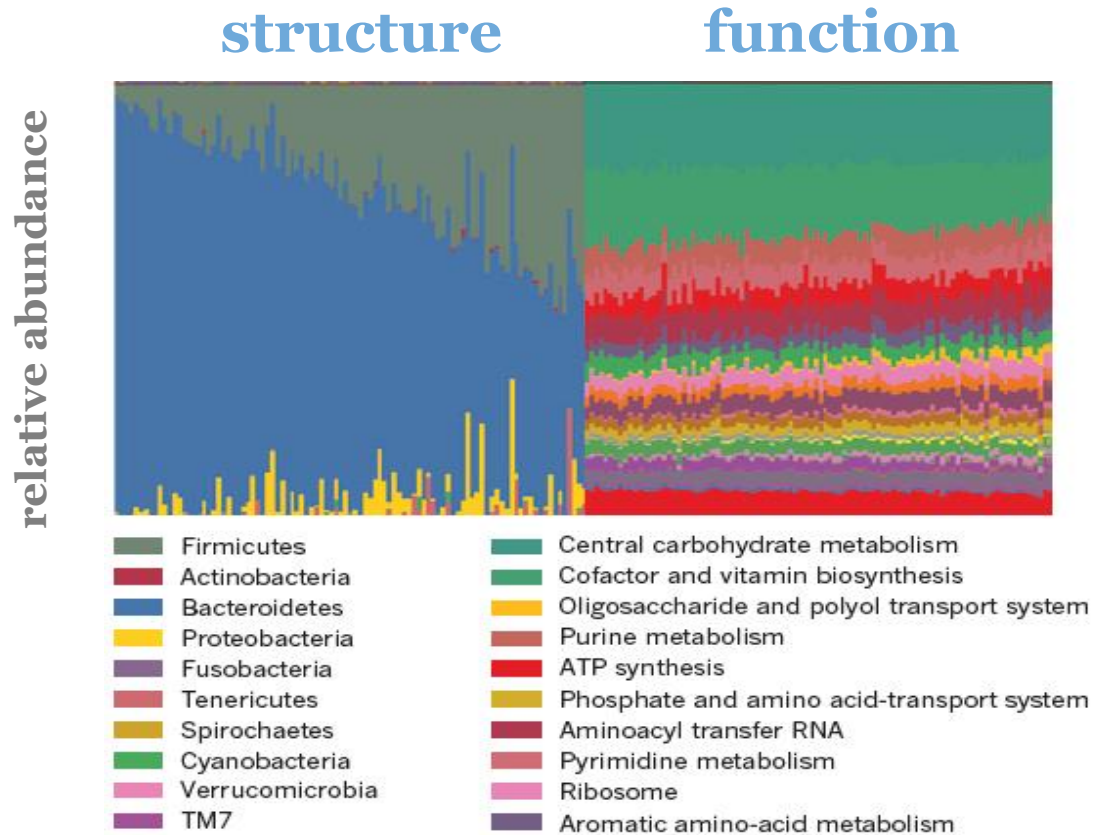 structure function
relative abundance
Firmicutes
Actinobacteria
Bacteroidetes
Proteobacteria
Fusobacteria
Tenericutes
Spirochaetes
Cyanobacteria
Verrucomicrobia
TM7
Central carbohydrate metabolism
Cofactor and vitamin biosynthesis
Oligosaccharide and polyol transport system
Purine metabolism
ATP synthesis
Phosphate and amino acid-transport system
Aminoacyl transfer RNA
Pyrimidine metabolism
Ribosome
Aromatic amino-acid metabolism